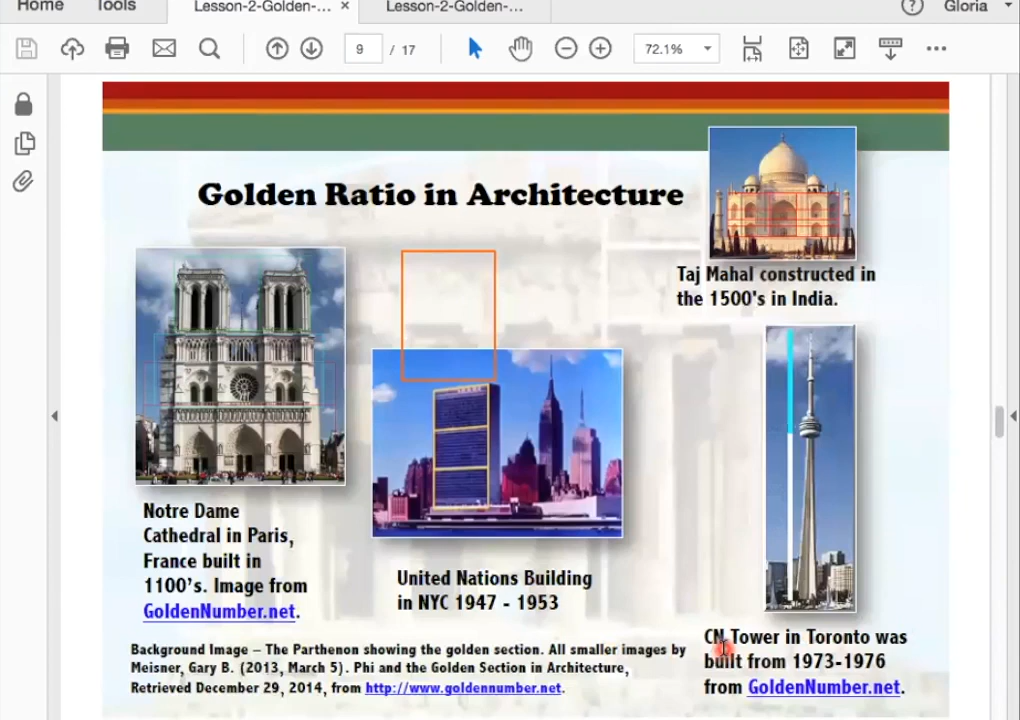 Home Tools Lesson-2-Golden-... × Lesson-2-Golden-... ? Gloria
9 / 17 72.1%
Golden Ratio in Architecture
Taj Mahal constructed in
the 1500's in India.
Notre Dame
Cathedral in Paris,
France built in
1100's. Image from
GoldenNumber.net.
United Nations Building
in NYC 1947 - 1953
CN Tower in Toronto was
built from 1973-1976
from GoldenNumber.net.
Background Image – The Parthenon showing the golden section. All smaller images by
Meisner, Gary B. (2013, March 5). Phi and the Golden Section in Architecture,
Retrieved December 29, 2014, from http://www.goldennumber.net.